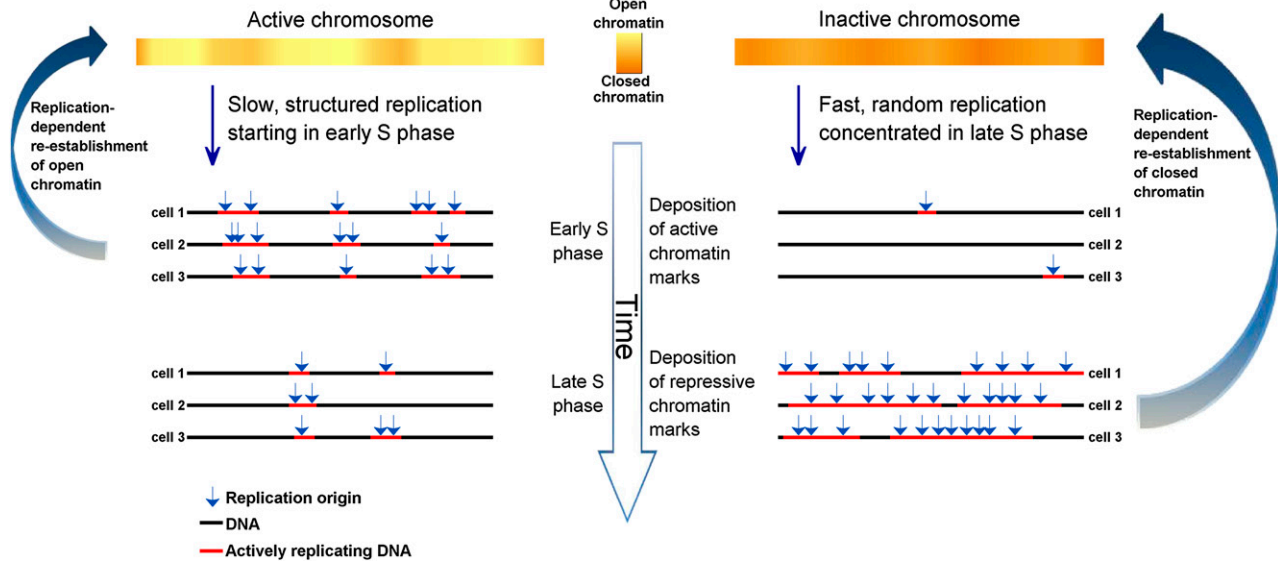 Active chromosome
Open
chromatin
Closed
chromatin
Inactive chromosome
Replication-
dependent
re-establishment
of open
chromatin
Slow, structured replication
starting in early S phase
Fast, random replication
concentrated in late S phase
Replication-
dependent
re-establishment
of closed
chromatin
cell 1
cell 2
cell 3
Early S
phase
Time
Deposition
of active
chromatin
marks
cell 1
cell 2
cell 3
cell 1
cell 2
cell 3
Late S
phase
Deposition
of repressive
chromatin
marks
cell 1
cell 2
cell 3
Replication origin
DNA
Actively replicating DNA